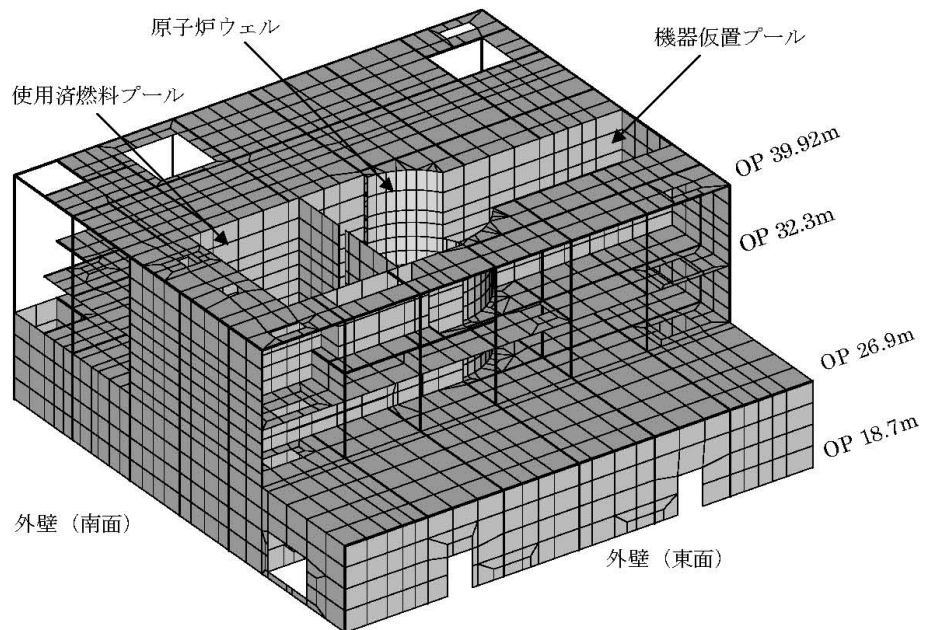 原子炉ウェル
機器仮置プール
使用済燃料プール
OP 39.92m
OP 32.3m
OP 26.9m
OP 18.7m
外壁（南面）
外壁（東面）